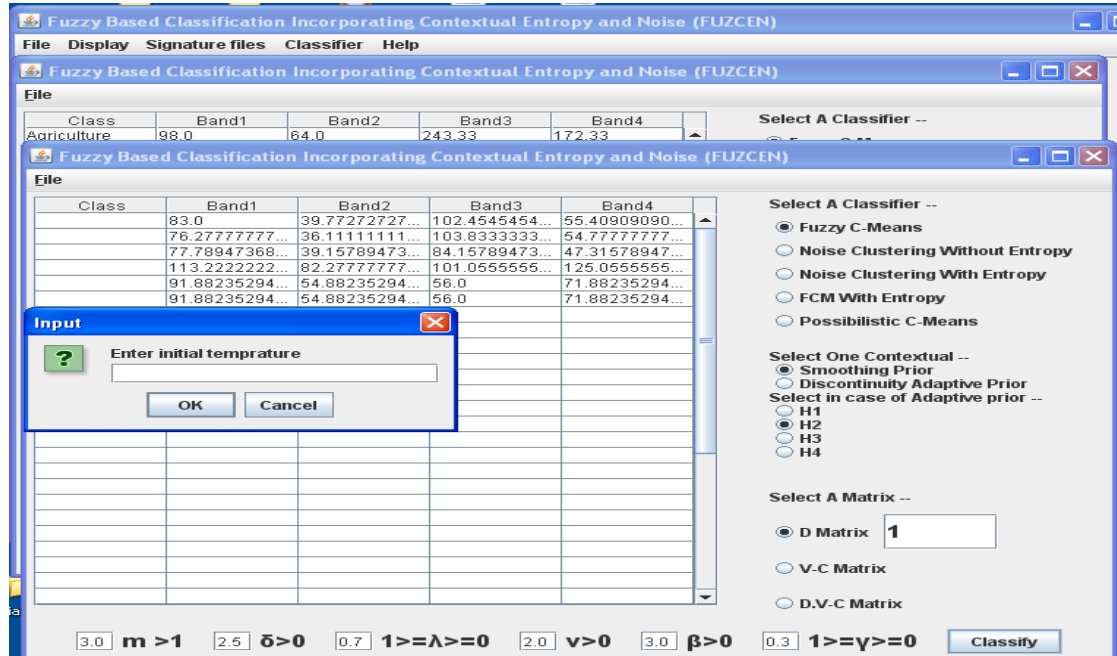 Fuzzy Based Classification Incorporating Contextual Entropy and Noise (FUZCEN)
File Display Signature files Classifier Help
Fuzzy Based Classification Incorporating Contextual Entropy and Noise (FUZCEN)
File
Class Band1 Band2 Band3 Band4
Agriculture 98.0 64.0 243.33 172.33
Select A Classifier --
Fuzzy Based Classification Incorporating Contextual Entropy and Noise (FUZCEN)
File
Class Band1 Band2 Band3 Band4
83.0 39.77272727... 102.4545454... 55.40909090...
76.27777777... 36.11111111... 103.8333333... 54.77777777...
77.78947368... 39.15789473... 84.15789473... 47.31578947...
113.2222222... 82.27777777... 101.0555555... 125.0555555...
91.88235294... 54.88235294... 56.0 71.88235294...
91.88235294... 54.88235294... 56.0 71.88235294...
Input
Enter initial temprature
OK Cancel
Select A Classifier --
Fuzzy C-Means
Noise Clustering Without Entropy
Noise Clustering With Entropy
FCM With Entropy
Possibilistic C-Means
Select One Contextual --
Smoothing Prior
Discontinuity Adaptive Prior
Select in case of Adaptive prior --
H1
H2
H3
H4
Select A Matrix --
D Matrix 1
V-C Matrix
D.V-C Matrix
3.0 m >1 2.5 δ>0 0.7 1>=λ>=0 2.0 v>0 3.0 β>0 0.3 1>=γ>=0 Classify